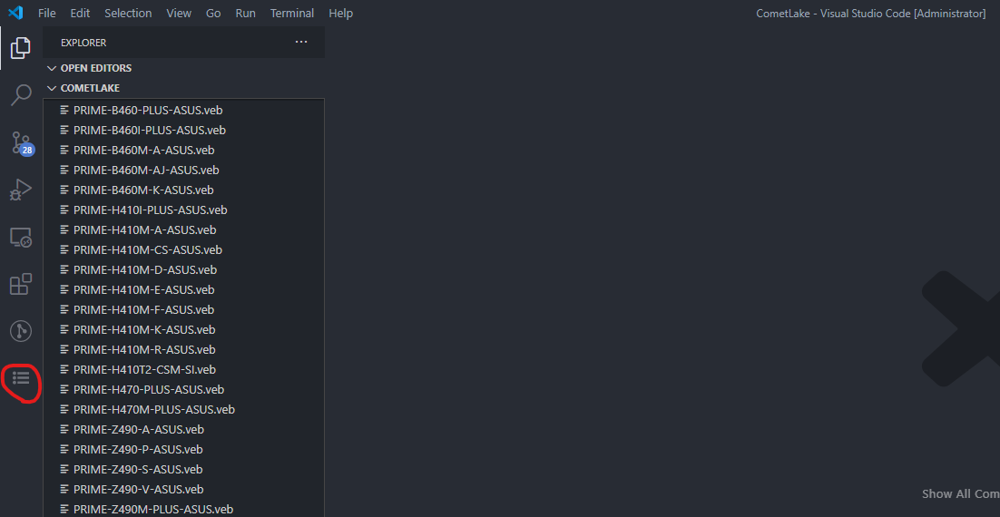 File Edit Selection View Go Run Terminal Help CometLake - Visual Studio Code [Administrator]
EXPLORER ...
OPEN EDITORS
COMETLAKE
PRIME-B460-PLUS-ASUS.veb
PRIME-B460I-PLUS-ASUS.veb
PRIME-B460M-A-ASUS.veb
28
PRIME-B460M-AJ-ASUS.veb
PRIME-B460M-K-ASUS.veb
PRIME-H410I-PLUS-ASUS.veb
PRIME-H410M-A-ASUS.veb
PRIME-H410M-CS-ASUS.veb
PRIME-H410M-D-ASUS.veb
PRIME-H410M-E-ASUS.veb
PRIME-H410M-F-ASUS.veb
PRIME-H410M-K-ASUS.veb
PRIME-H410M-R-ASUS.veb
PRIME-H410T2-CSM-SI.veb
PRIME-H470-PLUS-ASUS.veb
PRIME-H470M-PLUS-ASUS.veb
PRIME-Z490-A-ASUS.veb
PRIME-Z490-P-ASUS.veb
PRIME-Z490-S-ASUS.veb
PRIME-Z490-V-ASUS.veb
Show All Com
PRIME-Z490M-PLUS-ASUS.veb